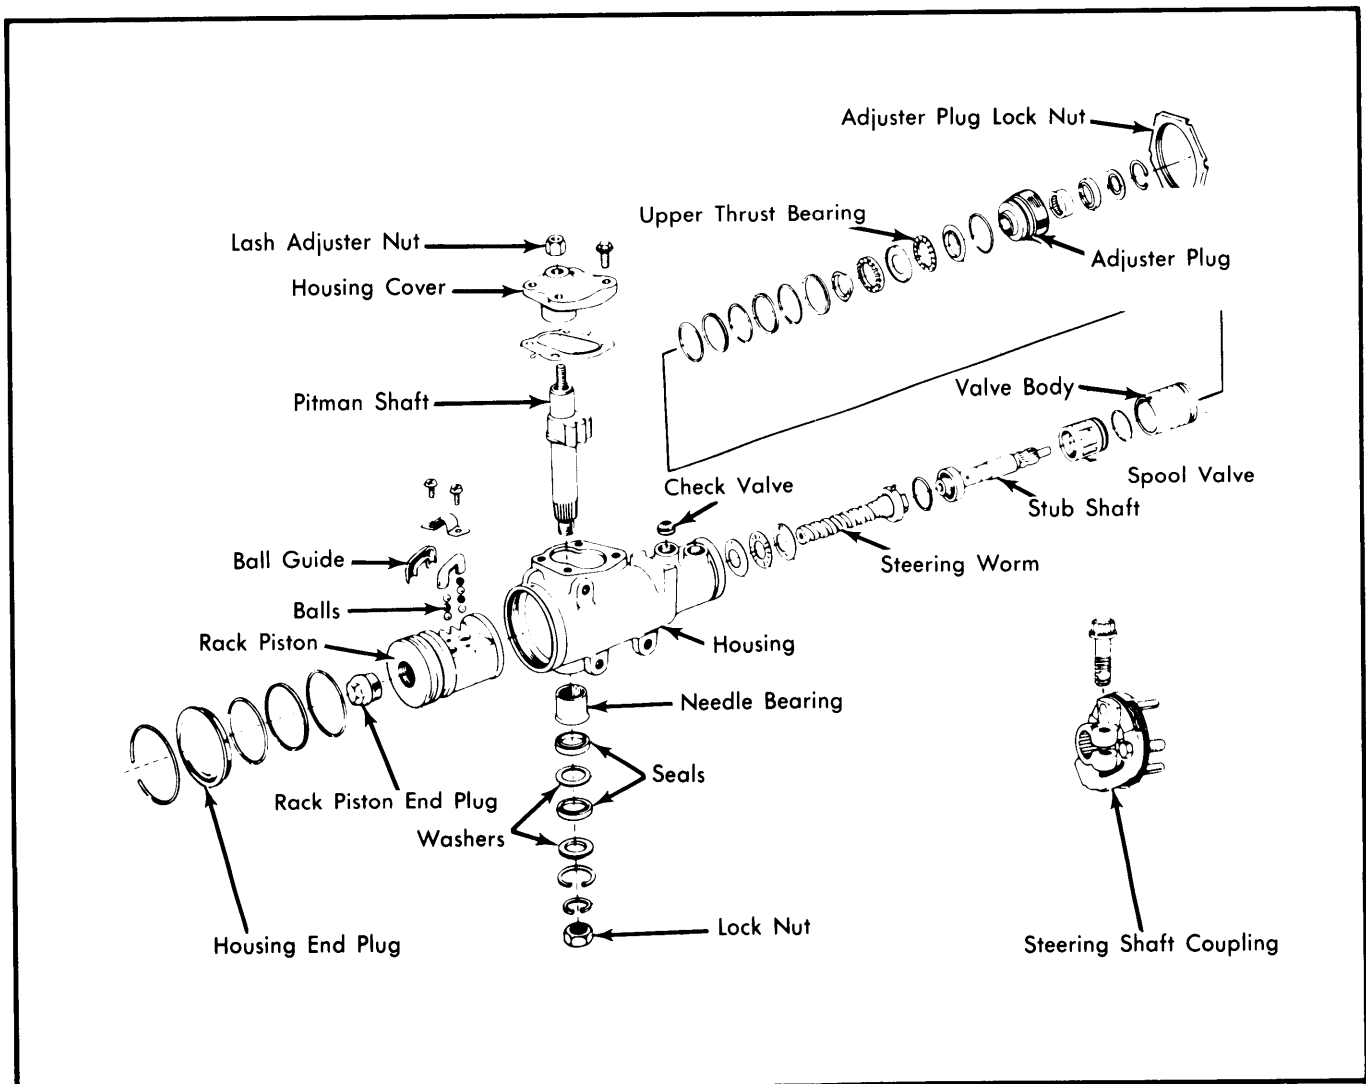 Adjuster Plug Lock Nut
Upper Thrust Bearing
Lash Adjuster Nut
Adjuster Plug
Housing Cover
Valve Body
Pitman Shaft
Spool Valve
Check Valve
Stub Shaft
Ball Guide
Steering Worm
Balls
Rack Piston
Housing
Needle Bearing
Seals
Rack Piston End Plug
Washers
Lock Nut
Housing End Plug
Steering Shaft Coupling